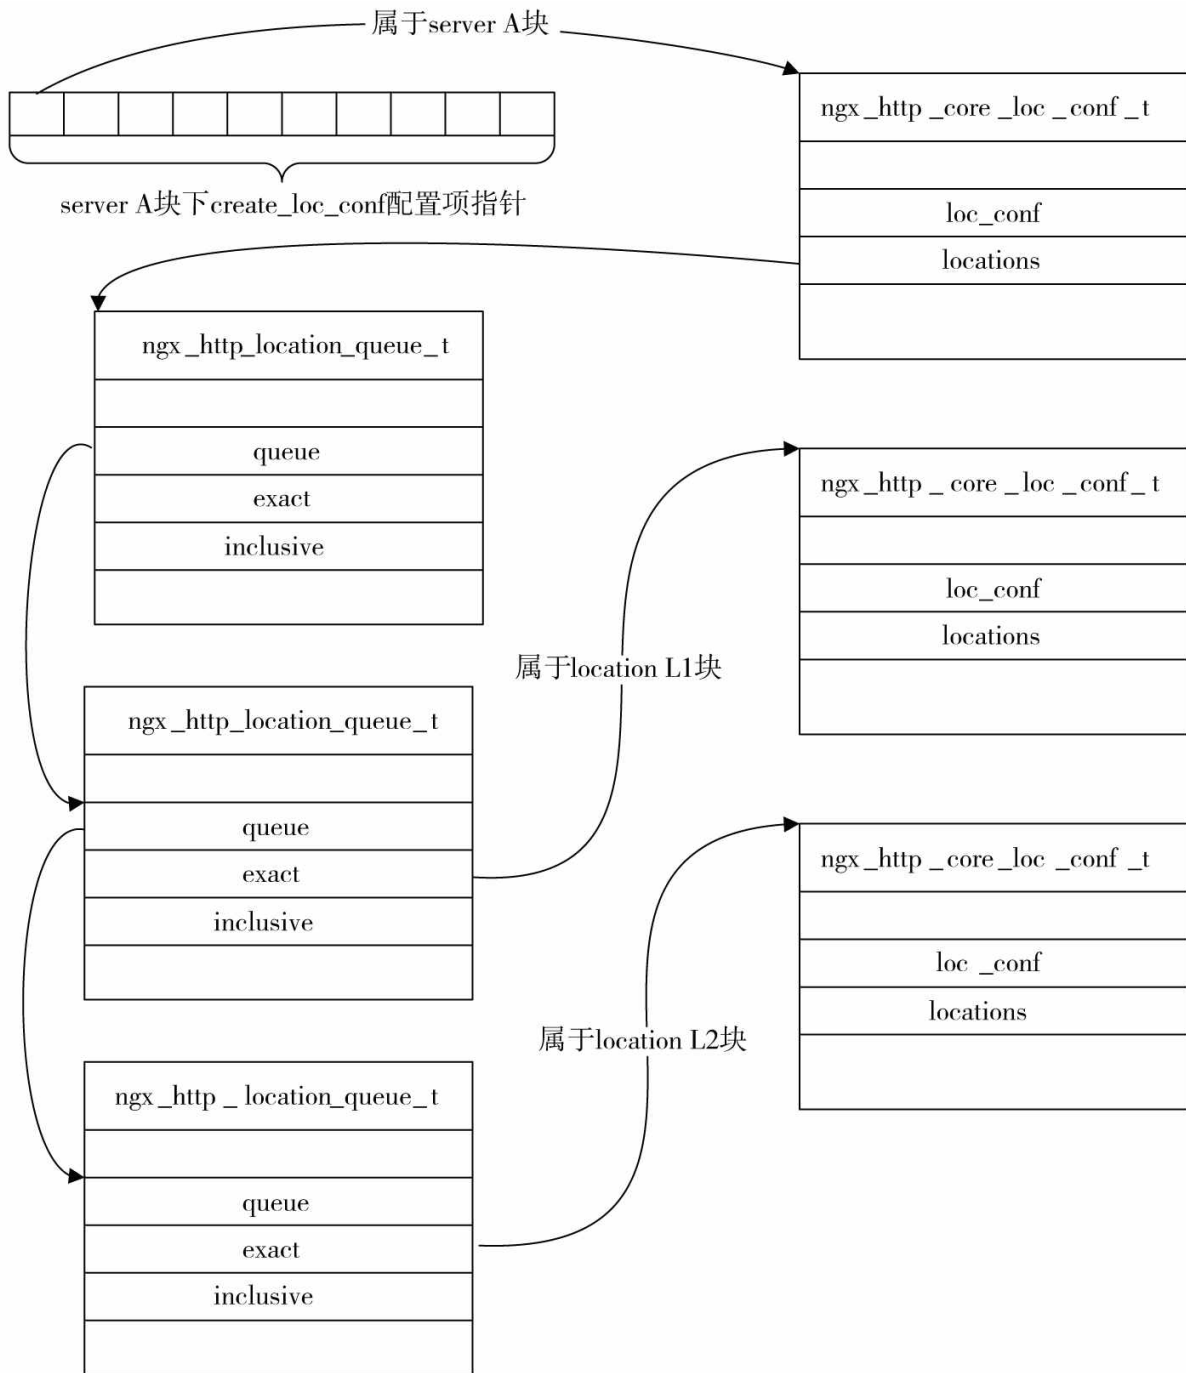 属于server A块
ngx_http_core_loc_conf_t
server A块下create_loc_conf配置项指针
loc_conf
locations
ngx_http_location_queue_t
queue
exact
inclusive
ngx_http_core_loc_conf_t
loc_conf
locations
属于location L1块
ngx_http_location_queue_t
queue
exact
inclusive
ngx_http_core_loc_conf_t
loc_conf
locations
属于location L2块
ngx_http_location_queue_t
queue
exact
inclusive